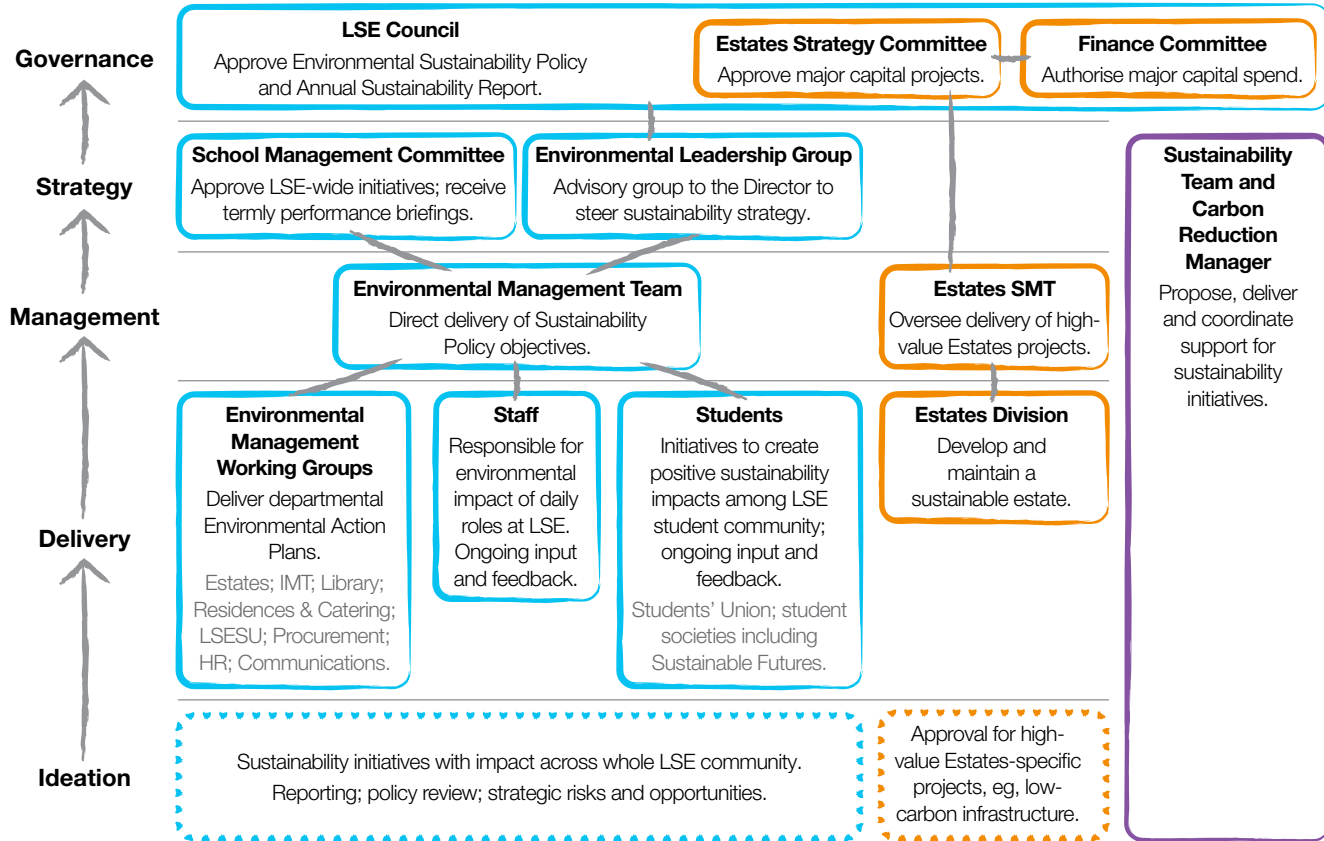 Governance
LSE Council
Approve Environmental Sustainability Policy
and Annual Sustainability Report.
Estates Strategy Committee
Approve major capital projects.
Finance Committee
Authorise major capital spend.
Strategy
School Management Committee
Approve LSE-wide initiatives; receive
termly performance briefings.
Environmental Leadership Group
Advisory group to the Director to
steer sustainability strategy.
Sustainability
Team and
Carbon
Reduction
Manager
Propose, deliver
and coordinate
support for
sustainability
initiatives.
Management
Environmental Management Team
Direct delivery of Sustainability
Policy objectives.
Estates SMT
Oversee delivery of high-
value Estates projects.
Delivery
Environmental
Management
Working Groups
Deliver departmental
Environmental Action
Plans.
Estates; IMT; Library;
Residences & Catering;
LSESU; Procurement;
HR; Communications.
Staff
Responsible for
environmental
impact of daily
roles at LSE.
Ongoing input
and feedback.
Students
Initiatives to create
positive sustainability
impacts among LSE
student community;
ongoing input and
feedback.
Students’ Union; student
societies including
Sustainable Futures.
Estates Division
Develop and
maintain a
sustainable estate.
Ideation
Sustainability initiatives with impact across whole LSE community.
Reporting; policy review; strategic risks and opportunities.
Approval for high-
value Estates-specific
projects, eg, low-
carbon infrastructure.